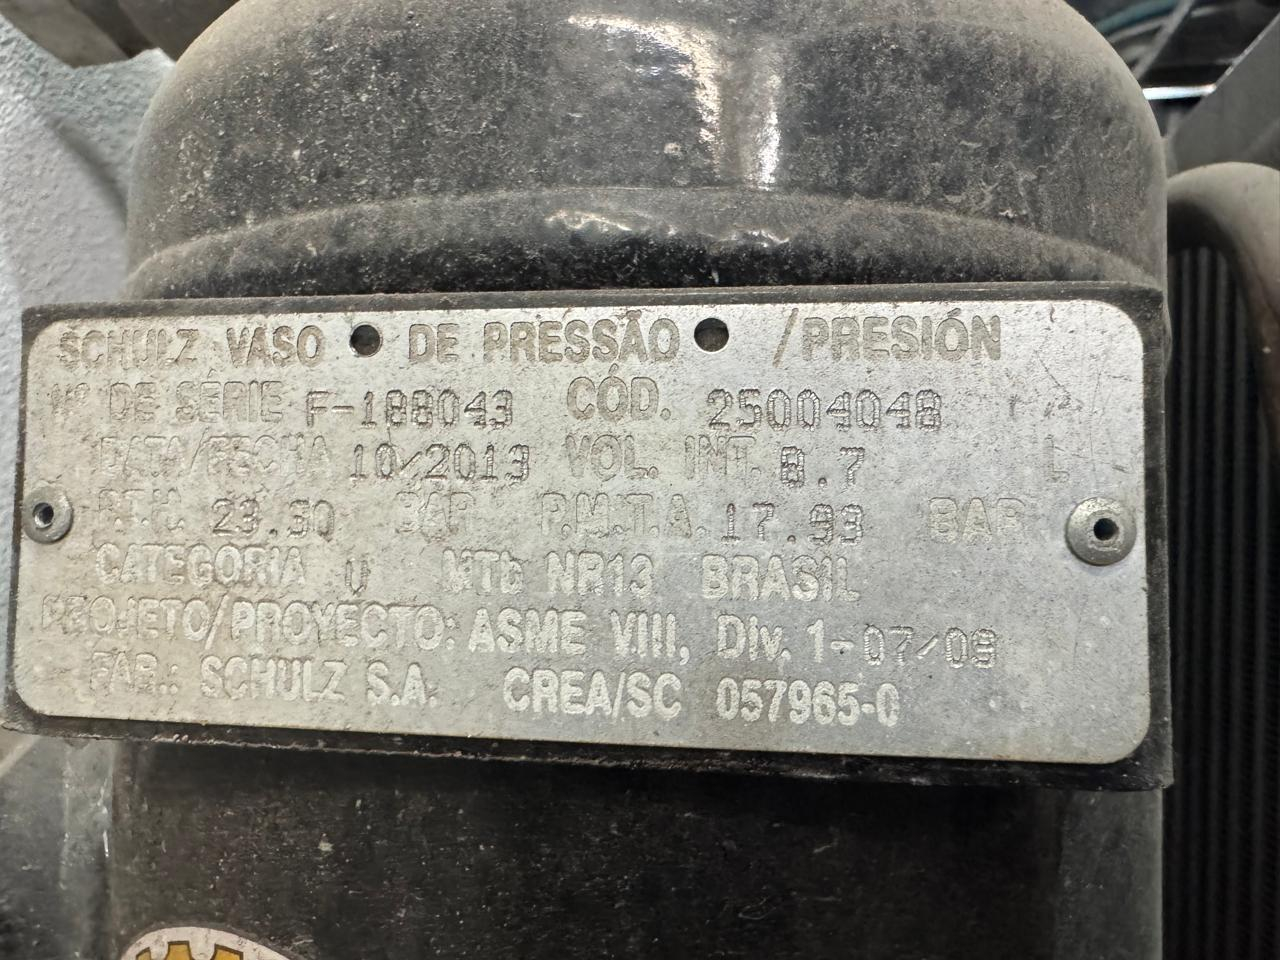 SCHULZ VASO DE PRESSÃO / PRESIÓN
Nº DE SÉRIE F-188043 CÓD. 25004048
DATA/FECHA 10/2013 VOL. INT. 8.7 L
P.T.H. 23.30 BAR P.M.T.A. 17.93 BAR
CATEGORIA V MTb NR13 BRASIL
PROJETO/PROYECTO: ASME VIII, Div. 1-07/09
FAB.: SCHULZ S.A. CREA/SC 057965-0